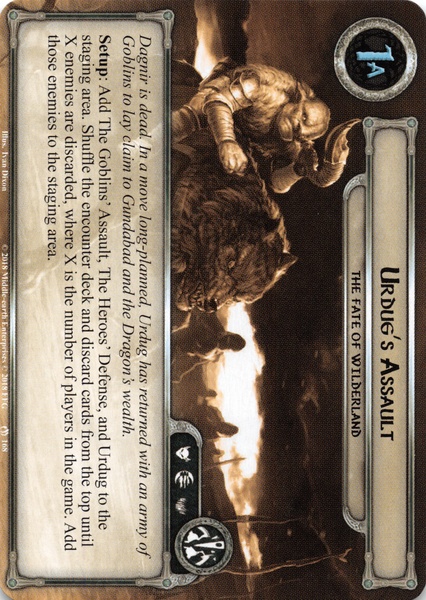 1A
URDUG'S ASSAULT
THE FATE OF WILDERLAND
Dagnir is dead. In a move long-planned, Urdug has returned with an army of
Goblins to lay claim to Gundabad and the Dragon's wealth.
Setup: Add The Goblins' Assault, The Heroes' Defense, and Urdug to the
staging area. Shuffle the encounter deck and discard cards from the top until
X enemies are discarded, where X is the number of players in the game. Add
those enemies to the staging area.
Illus. Ivan Dixon © 2018 Middle-earth Enterprises © 2018 FFG 168